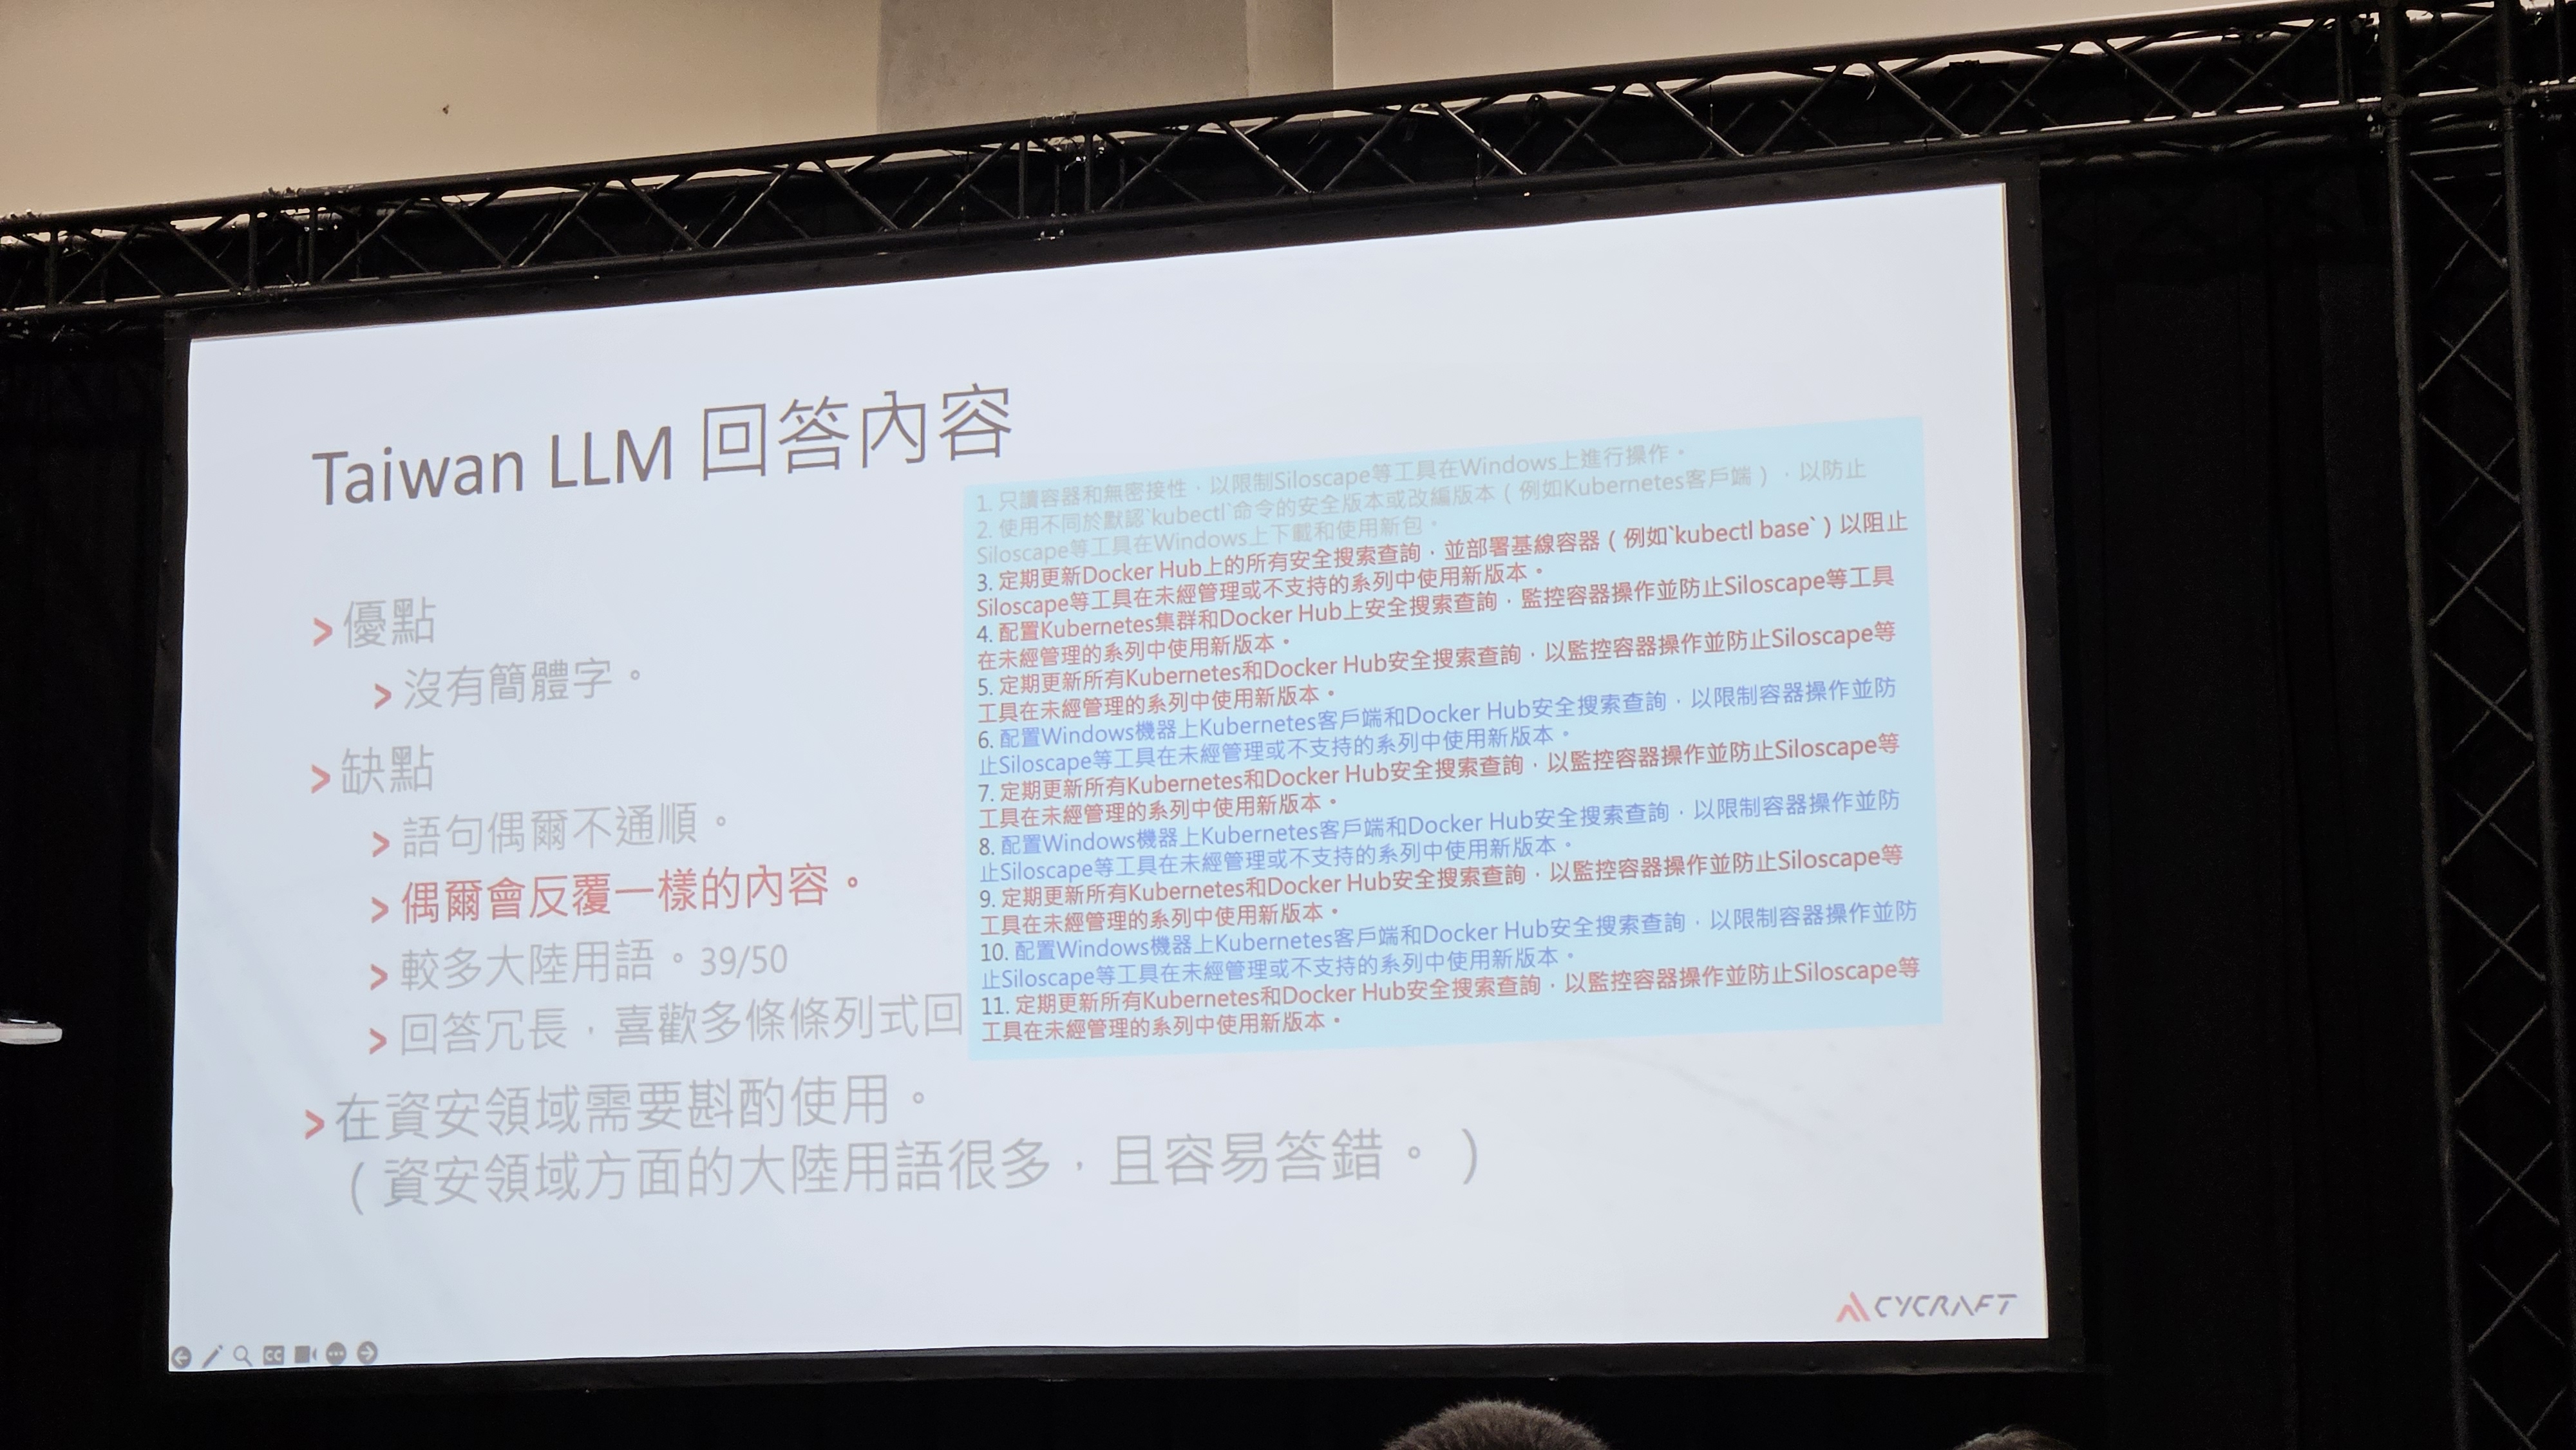 Taiwan LLM 回答內容
> 優點
> 沒有簡體字。
> 缺點
> 語句偶爾不通順。
> 偶爾會反覆一樣的內容。
> 較多大陸用語。39/50
> 回答冗長，喜歡多條條列式回
> 在資安領域需要斟酌使用。
（資安領域方面的大陸用語很多，且容易答錯。）
1. 只讀容器和無密接性，以限制Siloscape等工具在Windows上進行操作。
2. 使用不同於默認`kubectl`命令的安全版本或改編版本（例如Kubernetes客戶端），以防止
Siloscape等工具在Windows上下載和使用新包。
3. 定期更新Docker Hub上的所有安全搜索查詢，並部署基線容器（例如`kubectl base`）以阻止
Siloscape等工具在未經管理或不支持的系列中使用新版本。
4. 配置Kubernetes集群和Docker Hub上安全搜索查詢，監控容器操作並防止Siloscape等工具
在未經管理的系列中使用新版本。
5. 定期更新所有Kubernetes和Docker Hub安全搜索查詢，以監控容器操作並防止Siloscape等
工具在未經管理的系列中使用新版本。
6. 配置Windows機器上Kubernetes客戶端和Docker Hub安全搜索查詢，以限制容器操作並防
止Siloscape等工具在未經管理或不支持的系列中使用新版本。
7. 定期更新所有Kubernetes和Docker Hub安全搜索查詢，以監控容器操作並防止Siloscape等
工具在未經管理的系列中使用新版本。
8. 配置Windows機器上Kubernetes客戶端和Docker Hub安全搜索查詢，以限制容器操作並防
止Siloscape等工具在未經管理或不支持的系列中使用新版本。
9. 定期更新所有Kubernetes和Docker Hub安全搜索查詢，以監控容器操作並防止Siloscape等
工具在未經管理的系列中使用新版本。
10. 配置Windows機器上Kubernetes客戶端和Docker Hub安全搜索查詢，以限制容器操作並防
止Siloscape等工具在未經管理或不支持的系列中使用新版本。
11. 定期更新所有Kubernetes和Docker Hub安全搜索查詢，以監控容器操作並防止Siloscape等
工具在未經管理的系列中使用新版本。
CYCRAFT
CC